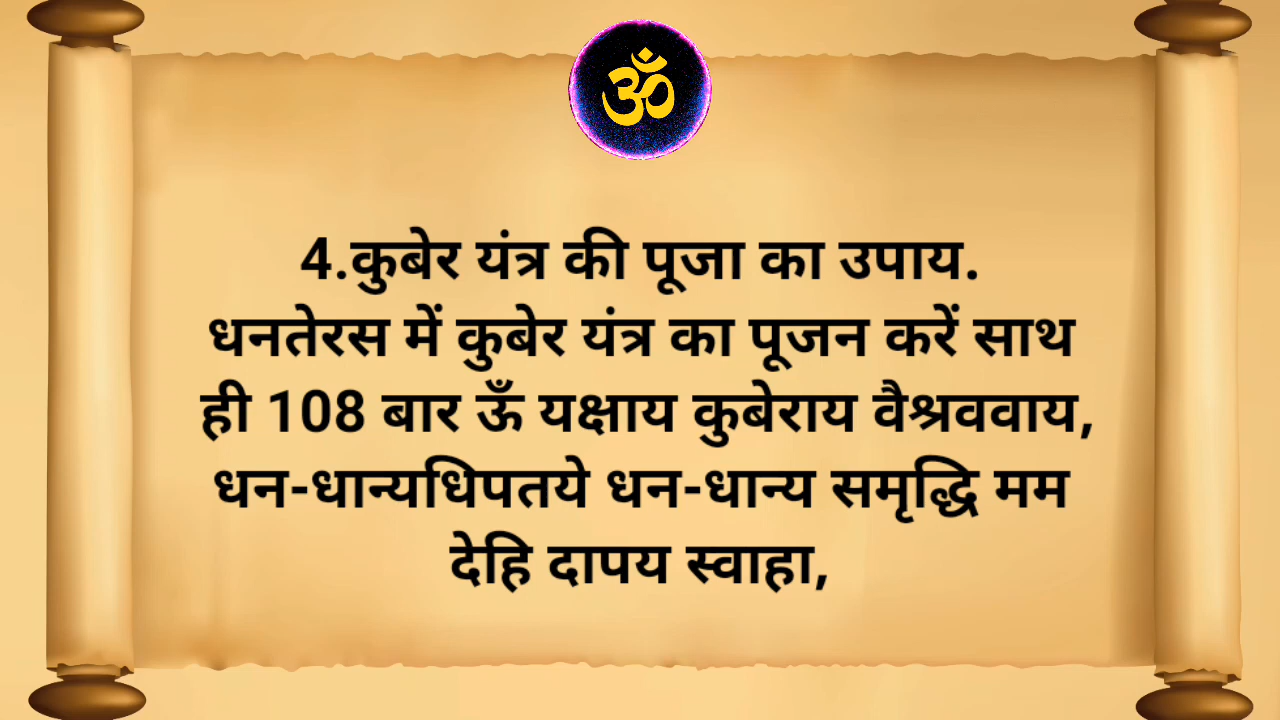 ॐ
4.कुबेर यंत्र की पूजा का उपाय.
धनतेरस में कुबेर यंत्र का पूजन करें साथ
ही 108 बार ऊँ यक्षाय कुबेराय वैश्रववाय,
धन-धान्यधिपतये धन-धान्य समृद्धि मम
देहि दापय स्वाहा,